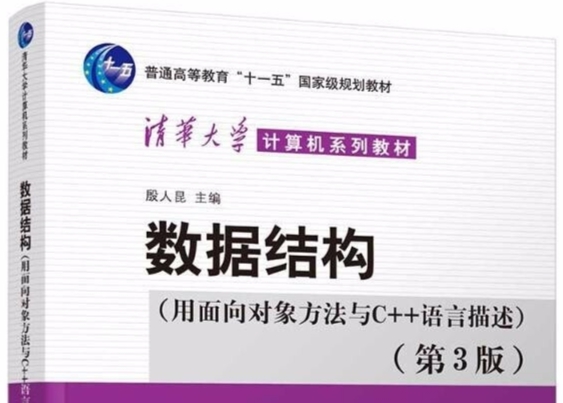 清华大学计算机系列教材
数据结构(用面向对象方法与C++语言
十一五
普通高等教育“十一五”国家级规划教材
清華大学 计算机系列教材
殷人昆 主编
数据结构
(用面向对象方法与C++语言描述)
(第3版)